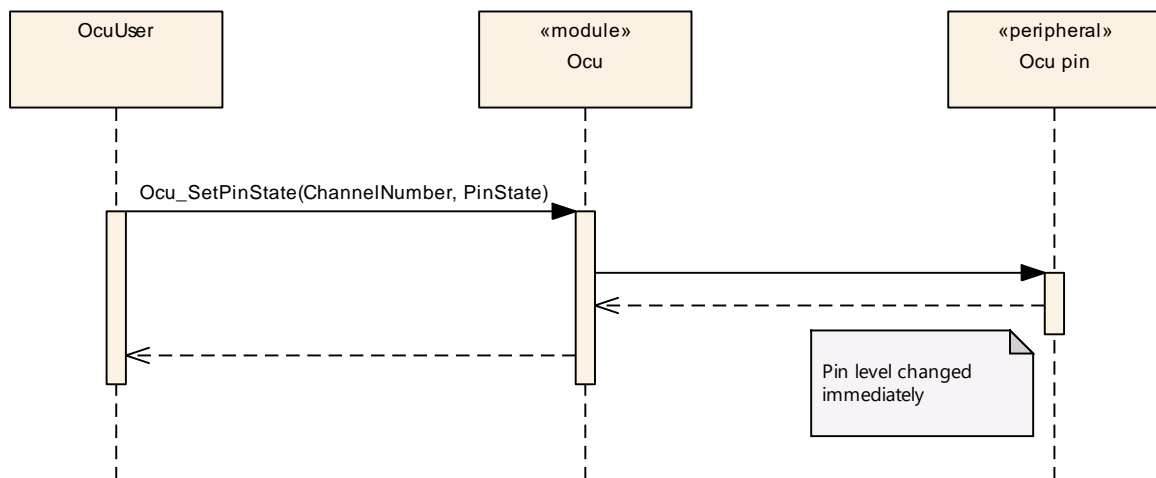 OcuUser
«module»
Ocu
«peripheral»
Ocu pin
Ocu_SetPinState(ChannelNumber, PinState)
Pin level changed
immediately